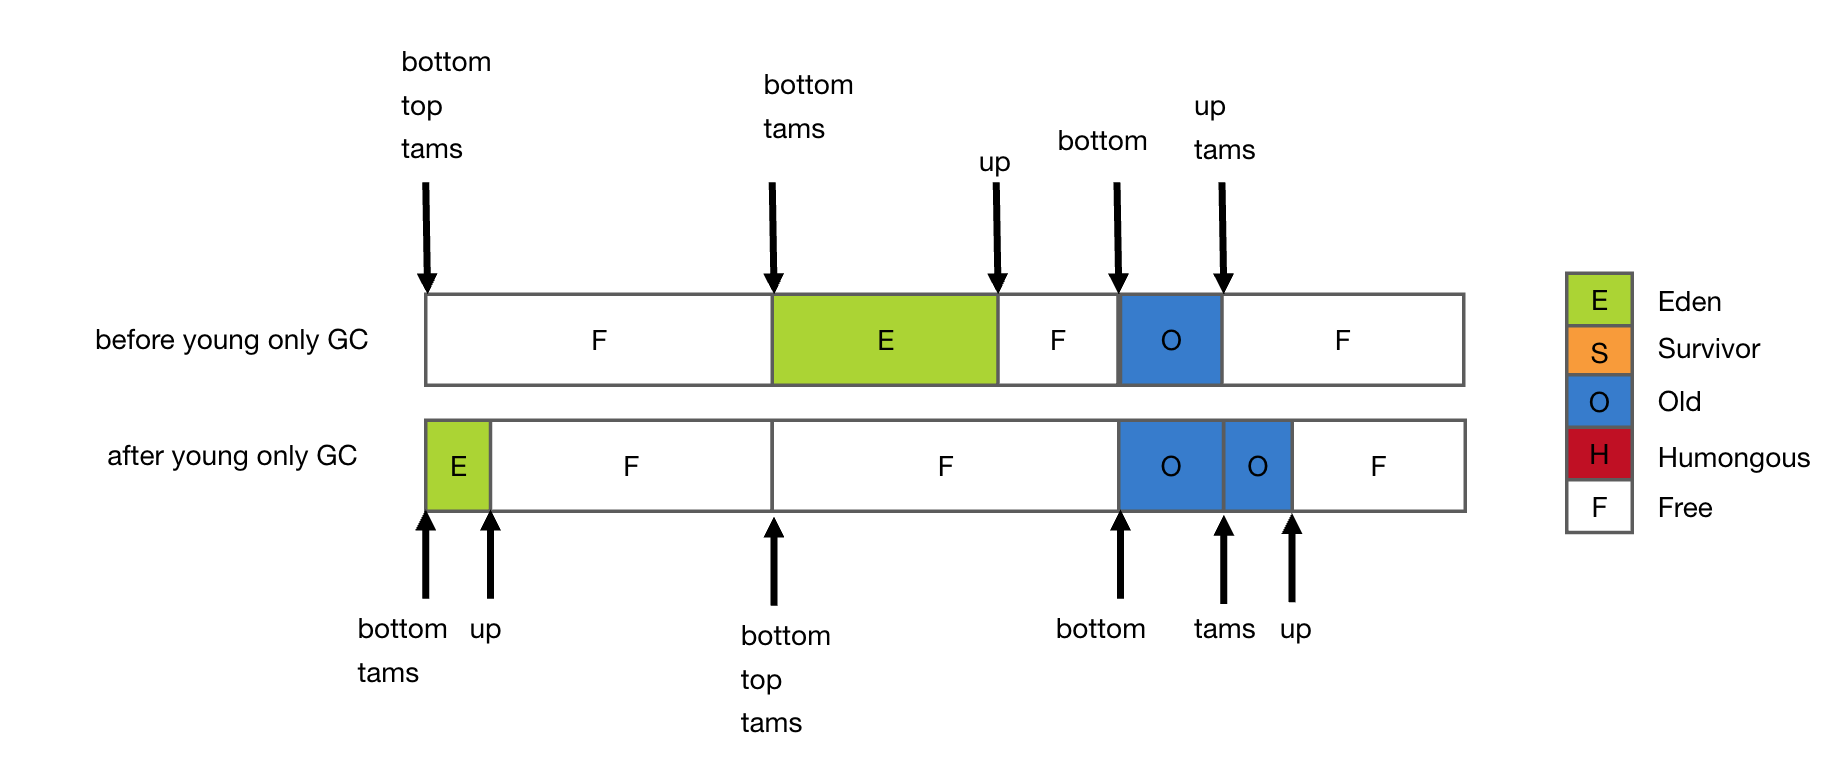 bottom
top
tams
bottom
tams
up
bottom
up
tams
before young only GC
F
E
F
O
F
after young only GC
E
F
F
O
O
F
bottom
tams
up
bottom
top
tams
bottom
tams
up
E Eden
S Survivor
O Old
H Humongous
F Free